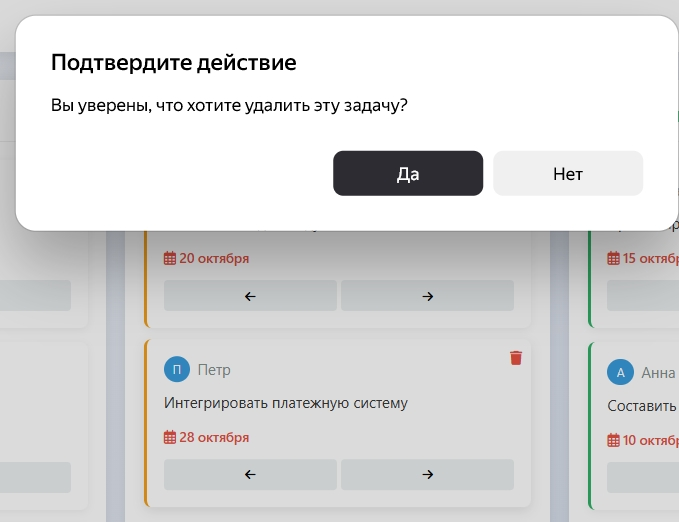 Подтвердите действие
Вы уверены, что хотите удалить эту задачу?
Да
Нет
20 октября
15 октяб
← →
П Петр
А Анна
Интегрировать платежную систему
Составить
28 октября
10 октяб
← →